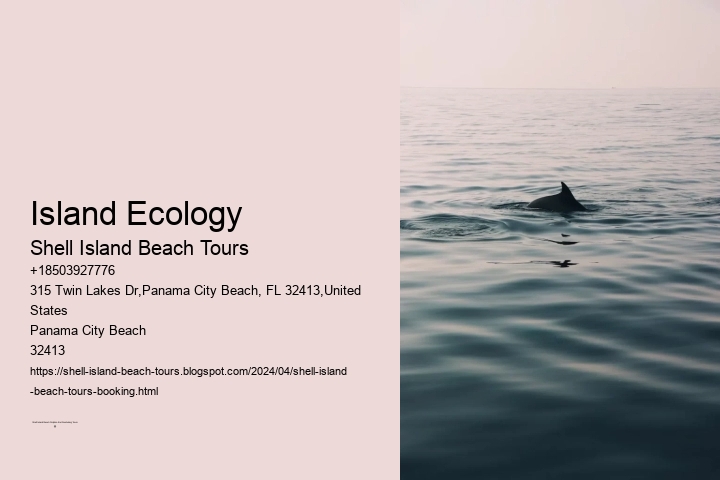 Island Ecology
Shell Island Beach Tours
+18503927776
315 Twin Lakes Dr,Panama City Beach, FL 32413,United
States
Panama City Beach
32413
https://shell-island-beach-tours.blogspot.com/2024/04/shell-island
-beach-tours-booking.html